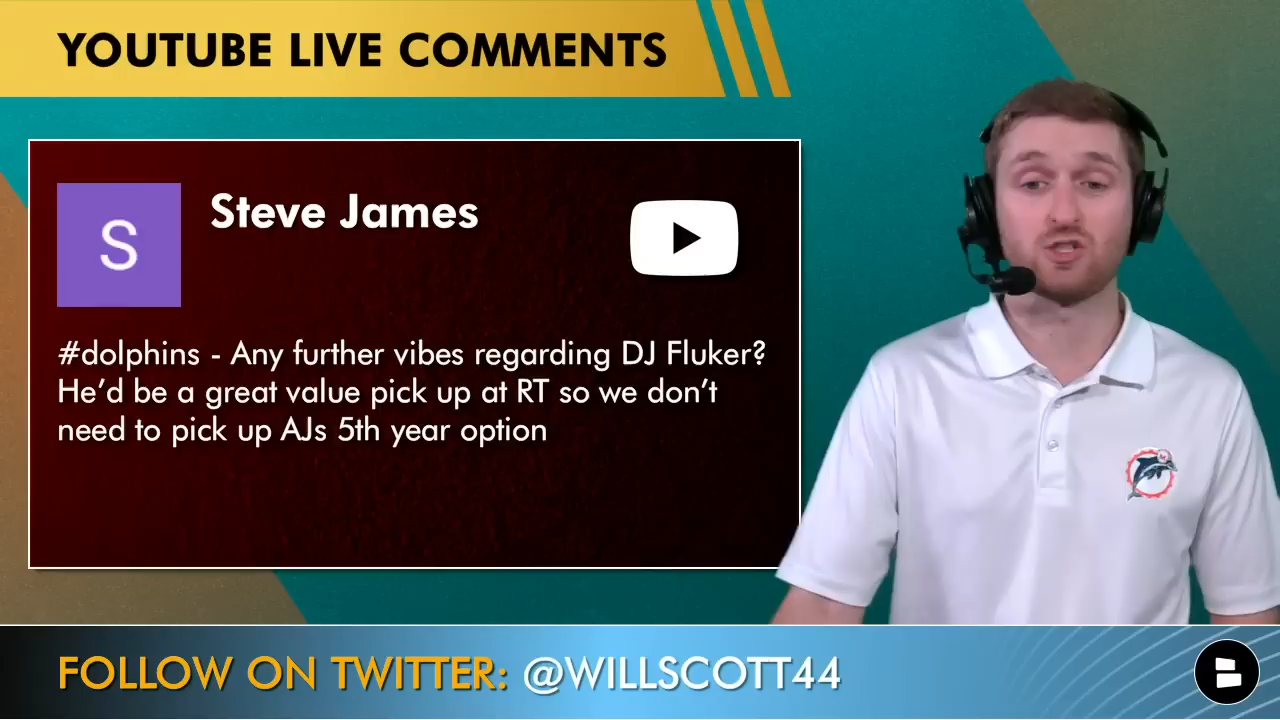 YOUTUBE LIVE COMMENTS
S
Steve James
#dolphins - Any further vibes regarding DJ Fluker?
He'd be a great value pick up at RT so we don't
need to pick up AJs 5th year option
FOLLOW ON TWITTER: @WILLSCOTT44